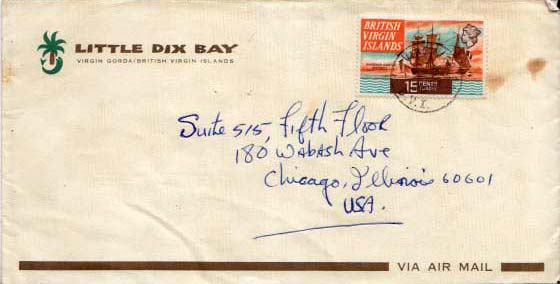 LITTLE DIX BAY
VIRGIN GORDA/BRITISH VIRGIN ISLANDS
BRITISH
VIRGIN
ISLANDS
15 CENTS
V.I.
Suite 515, Fifth Floor
180 Wabash Ave
Chicago, Illinois 60601
USA.
VIA AIR MAIL